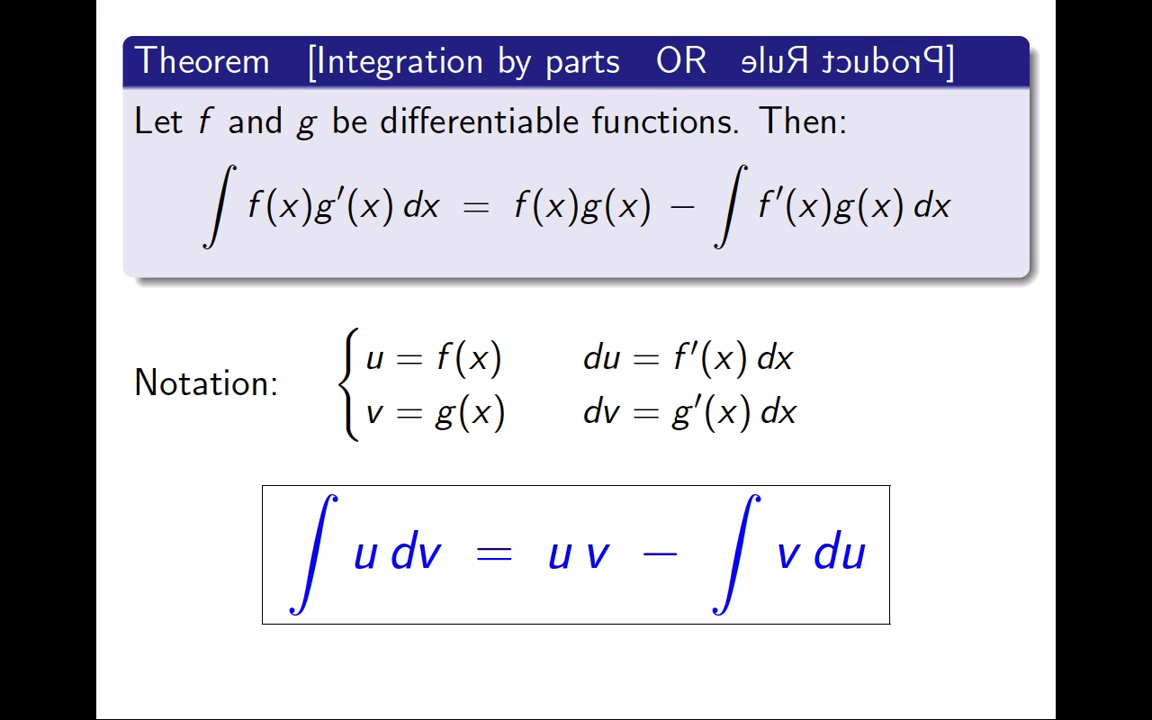 Theorem [Integration by parts OR Product Rule]
Let f and g be differentiable functions. Then:
∫ f(x)g′(x) dx = f(x)g(x) − ∫ f′(x)g(x) dx
Notation: { u = f(x) du = f′(x) dx
v = g(x) dv = g′(x) dx
∫ u dv = u v − ∫ v du